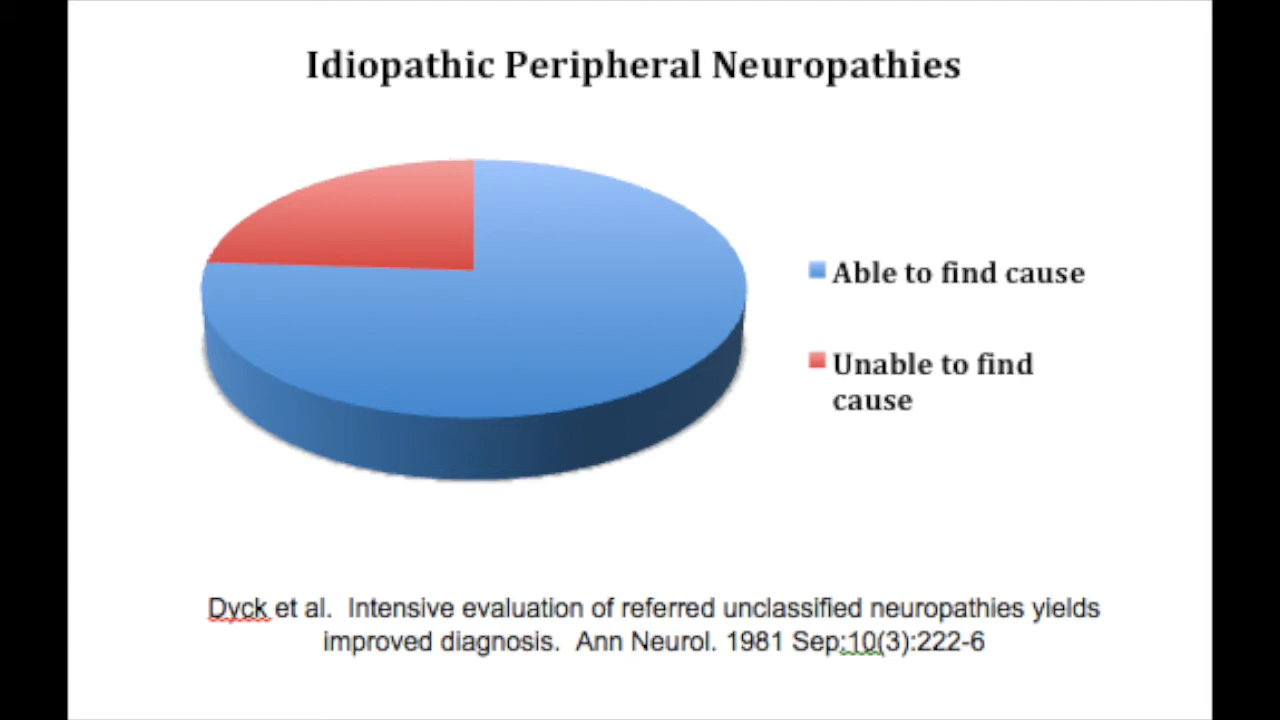 Idiopathic Peripheral Neuropathies
Able to find cause
Unable to find
cause
Dyck et al.  Intensive evaluation of referred unclassified neuropathies yields
improved diagnosis.  Ann Neurol. 1981 Sep;10(3):222-6